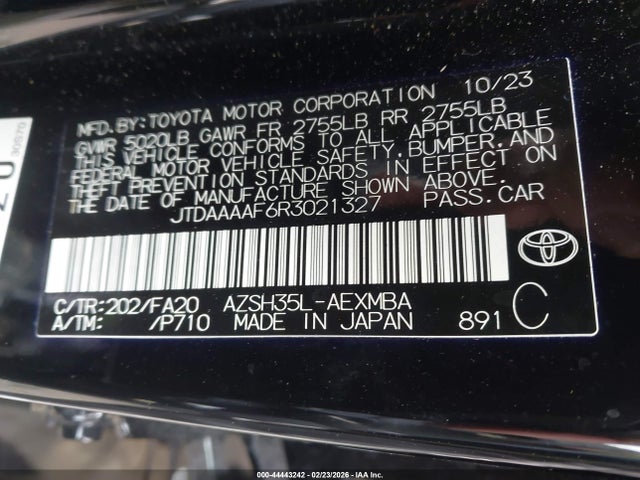 MFD.BY:TOYOTA MOTOR CORPORATION 10/23
GVWR 5020LB GAWR FR 2755LB RR 2755LB
THIS VEHICLE CONFORMS TO ALL APPLICABLE
FEDERAL MOTOR VEHICLE SAFETY,BUMPER,AND
THEFT PREVENTION STANDARDS IN EFFECT ON
THE DATE OF MANUFACTURE SHOWN ABOVE.
JTDAAAAF6R3021327 PASS.CAR
C/TR:202/FA20 AZSH35L-AEXMBA
A/TM: /P710 MADE IN JAPAN 891 C
000-44443242 - 02/23/2026 - IAA Inc.